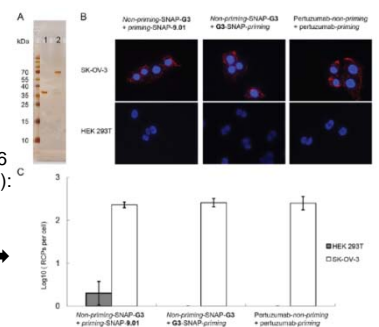 A
B
kDa
1
2
70
55
40
35
25
15
10
Non-priming-SNAP-G3
+ priming-SNAP-9.01
Non-priming-SNAP-G3
+ G3-SNAP-priming
Pertuzumab-non-priming
+ pertuzumab-priming
SK-OV-3
HEK 293T
6
):
C
Log10 ( RCPs per cell)
3
2
1
0
HEK 293T
SK-OV-3
Non-priming-SNAP-G3
+ priming-SNAP-9.01
Non-priming-SNAP-G3
+ G3-SNAP-priming
Pertuzumab-non-priming
+ pertuzumab-priming